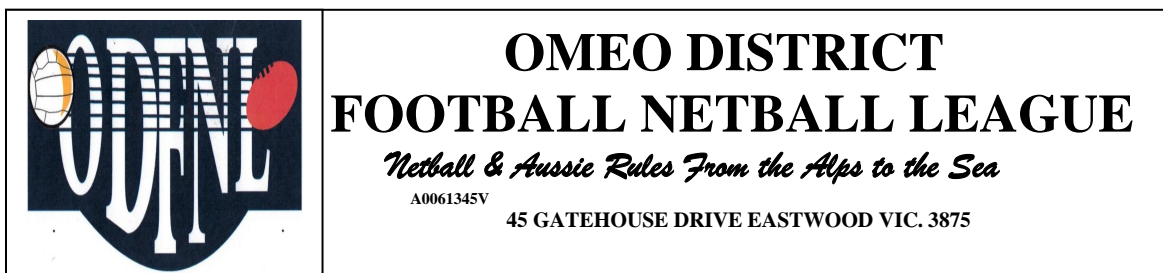 ODFNL
OMEO DISTRICT
FOOTBALL NETBALL LEAGUE
Netball & Aussie Rules From the Alps to the Sea
A0061345V
45 GATEHOUSE DRIVE EASTWOOD VIC. 3875